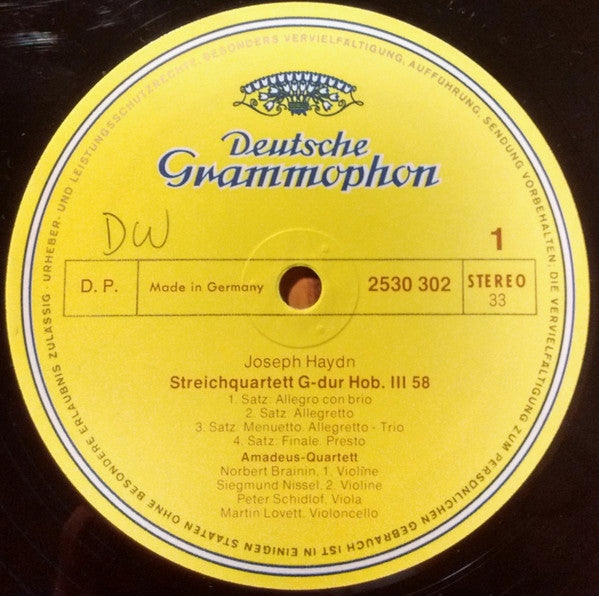 Deutsche
Grammophon
DW
1
D. P.
Made in Germany
2530 302
STEREO
33
Joseph Haydn
Streichquartett G-dur Hob. III 58
1. Satz: Allegro con brio
2. Satz: Allegretto
3. Satz: Menuetto. Allegretto - Trio
4. Satz: Finale. Presto
Amadeus-Quartett
Norbert Brainin, 1. Violine
Siegmund Nissel, 2. Violine
Peter Schidlof, Viola
Martin Lovett, Violoncello
URHEBER- UND LEISTUNGSSCHUTZRECHTE, BESONDERS VERVIELFÄLTIGUNG, AUFFÜHRUNG, SENDUNG VORBEHALTEN; DIE VERVIELFÄLTIGUNG ZUM PERSÖNLICHEN GEBRAUCH IST IN EINIGEN STAATEN OHNE BESONDERE ERLAUBNIS ZULÄSSIG ·